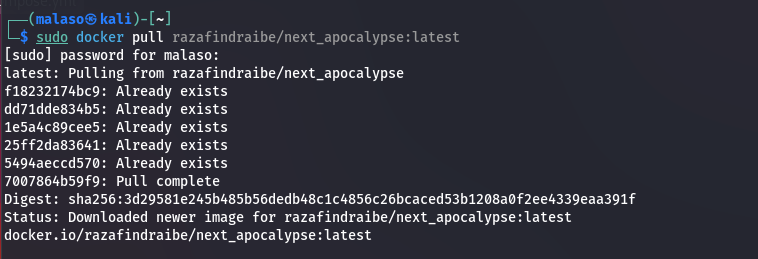 (malaso㉿kali)-[~]
$ sudo docker pull razafindraibe/next_apocalypse:latest
[sudo] password for malaso:
latest: Pulling from razafindraibe/next_apocalypse
f18232174bc9: Already exists
dd71dde834b5: Already exists
1e5a4c89cee5: Already exists
25ff2da83641: Already exists
5494aeccd570: Already exists
7007864b59f9: Pull complete
Digest: sha256:3d29581e245b485b56dedb48c1c4856c26bcaced53b1208a0f2ee4339eaa391f
Status: Downloaded newer image for razafindraibe/next_apocalypse:latest
docker.io/razafindraibe/next_apocalypse:latest